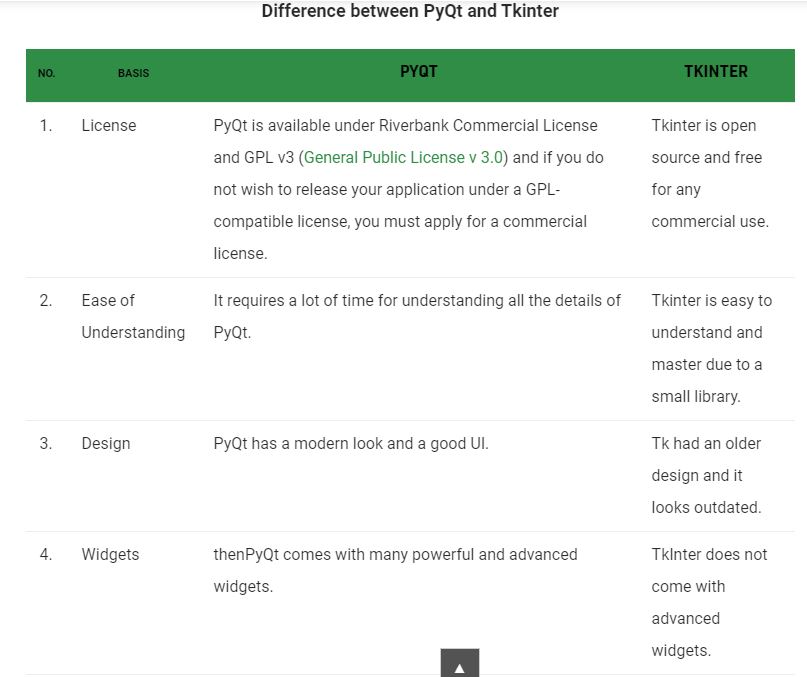 Difference between PyQt and Tkinter
NO. BASIS PYQT TKINTER
1. License PyQt is available under Riverbank Commercial License Tkinter is open
and GPL v3 (General Public License v 3.0) and if you do source and free
not wish to release your application under a GPL- for any
compatible license, you must apply for a commercial commercial use.
license.
2. Ease of It requires a lot of time for understanding all the details of Tkinter is easy to
Understanding PyQt. understand and
master due to a
small library.
3. Design PyQt has a modern look and a good UI. Tk had an older
design and it
looks outdated.
4. Widgets thenPyQt comes with many powerful and advanced TkInter does not
widgets. come with
advanced
widgets.